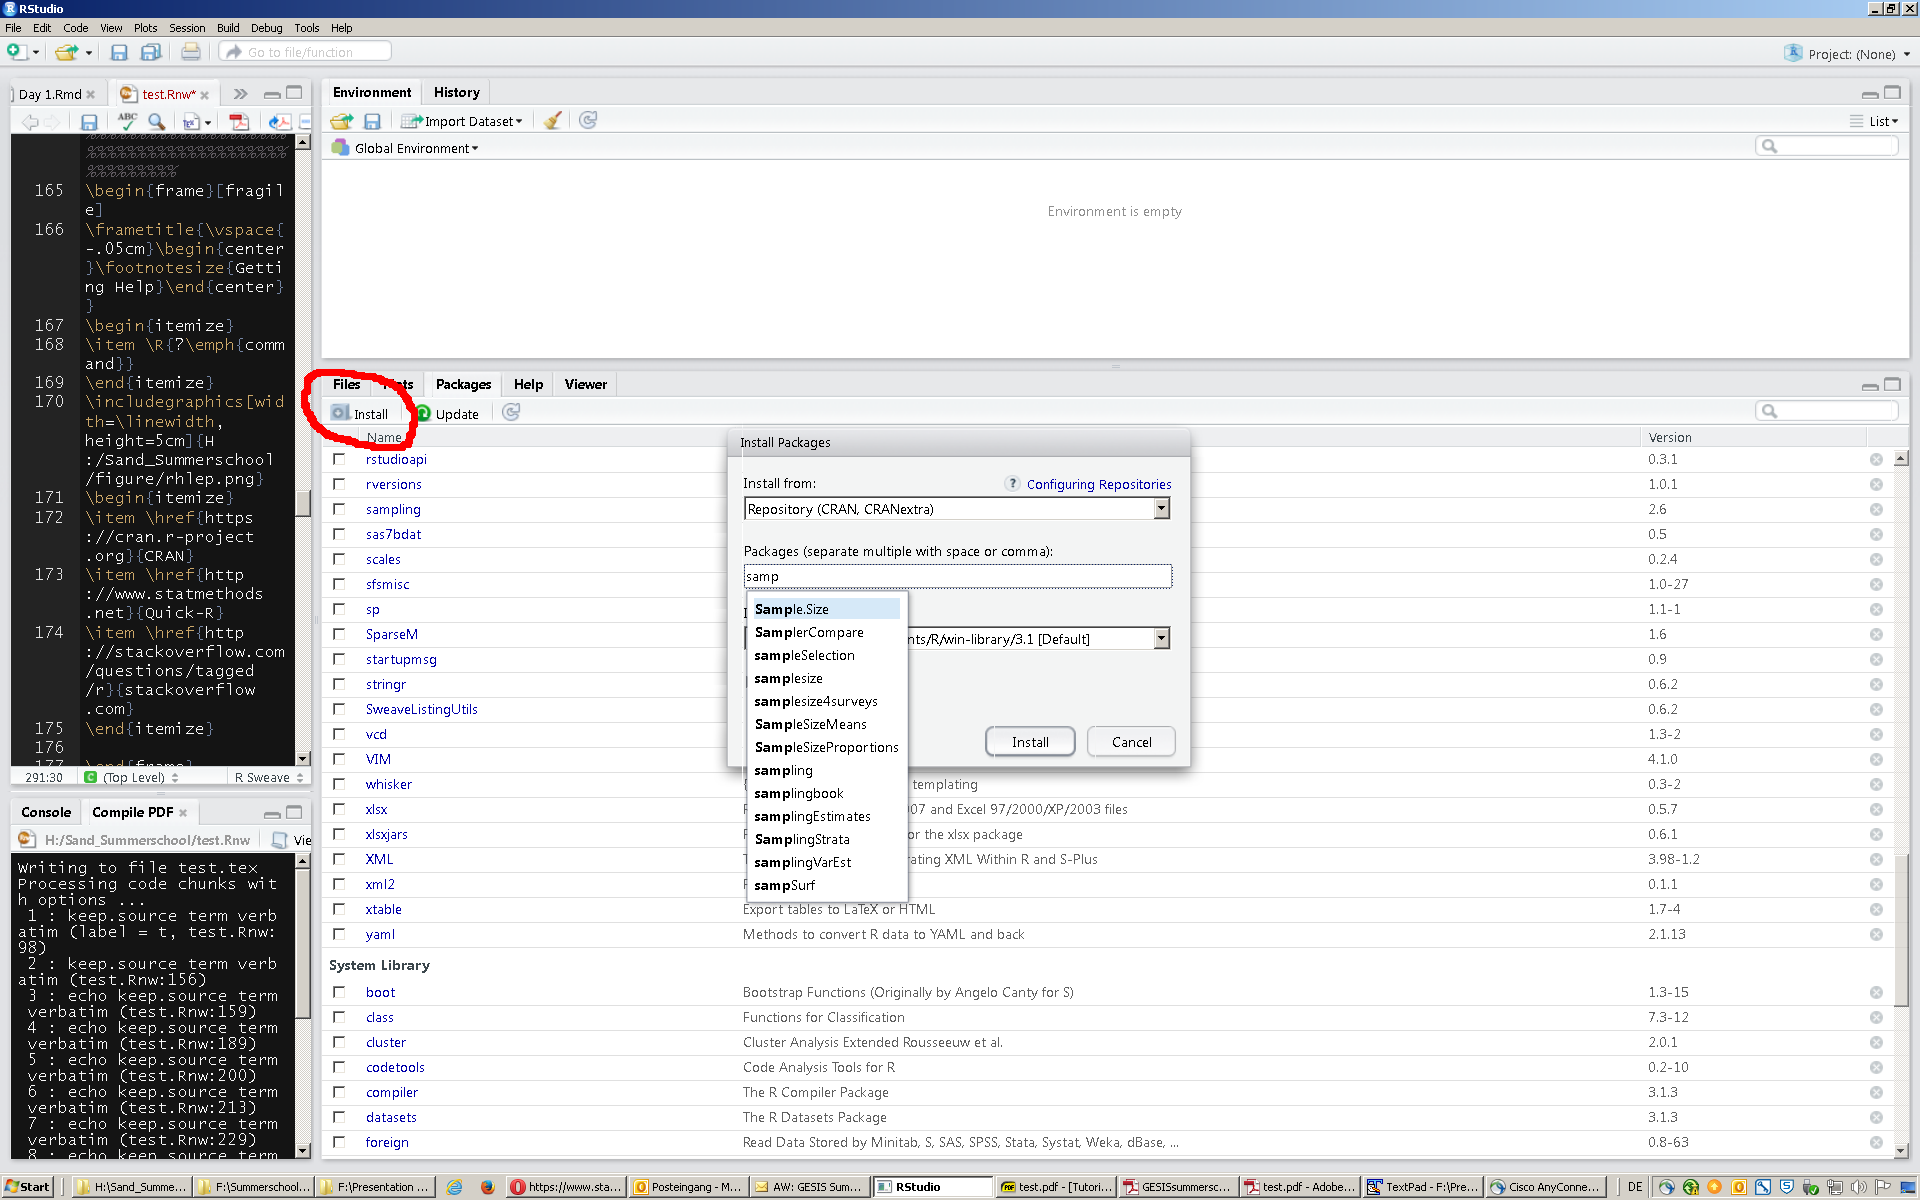 RStudio
File Edit Code View Plots Session Build Debug Tools Help
Go to file/function
Project: (None)
Day 1.Rmd
test.Rnw*
ABC
165 \begin{frame}[fragil
e]
166 \frametitle{\vspace{
-.05cm}\begin{center
}\footnotesize{Getti
ng Help}\end{center}
}
167 \begin{itemize}
168 \item \R{?\emph{comm
and}}
169 \end{itemize}
170 \includegraphics[wid
th=\linewidth,
height=5cm]{H
:/Sand_Summerschool
/figure/rhlep.png}
171 \begin{itemize}
172 \item \href{https
://cran.r-project
.org}{CRAN}
173 \item \href{http
://www.statmethods
.net}{Quick-R}
174 \item \href{http
://stackoverflow.com
/questions/tagged
/r}{stackoverflow
.com}
175 \end{itemize}
176
177 \end{frame}
291:30 (Top Level) R Sweave
Console Compile PDF
H:/Sand_Summerschool/test.Rnw Vie
Writing to file test.tex
Processing code chunks wit
h options ...
1 : keep.source term verb
atim (label = t, test.Rnw:
98)
2 : keep.source term verb
atim (test.Rnw:156)
3 : echo keep.source term
verbatim (test.Rnw:159)
4 : echo keep.source term
verbatim (test.Rnw:189)
5 : echo keep.source term
verbatim (test.Rnw:200)
6 : echo keep.source term
verbatim (test.Rnw:213)
7 : echo keep.source term
verbatim (test.Rnw:229)
8 : echo keep.source term
Environment History
Import Dataset
List
Global Environment
Environment is empty
Files Plots Packages Help Viewer
Install Update
Name Version
rstudioapi 0.3.1
rversions 1.0.1
sampling 2.6
sas7bdat 0.5
scales 0.2.4
sfsmisc 1.0-27
sp 1.1-1
SparseM 1.6
startupmsg 0.9
stringr 0.6.2
SweaveListingUtils 0.6.2
vcd 1.3-2
VIM 4.1.0
whisker templating 0.3-2
xlsx 07 and Excel 97/2000/XP/2003 files 0.5.7
xlsxjars or the xlsx package 0.6.1
XML rating XML Within R and S-Plus 3.98-1.2
xml2 0.1.1
xtable Export tables to LaTeX or HTML 1.7-4
yaml Methods to convert R data to YAML and back 2.1.13
System Library
boot Bootstrap Functions (Originally by Angelo Canty for S) 1.3-15
class Functions for Classification 7.3-12
cluster Cluster Analysis Extended Rousseeuw et al. 2.0.1
codetools Code Analysis Tools for R 0.2-10
compiler The R Compiler Package 3.1.3
datasets The R Datasets Package 3.1.3
foreign Read Data Stored by Minitab, S, SAS, SPSS, Stata, Systat, Weka, dBase, ... 0.8-63
Install Packages
Install from: ? Configuring Repositories
Repository (CRAN, CRANextra)
Packages (separate multiple with space or comma):
samp
nts/R/win-library/3.1 [Default]
Sample.Size
SamplerCompare
sampleSelection
samplesize
samplesize4surveys
SampleSizeMeans
SampleSizeProportions
sampling
samplingbook
samplingEstimates
SamplingStrata
samplingVarEst
sampSurf
Install Cancel
Start
H:\Sand_Summe...
F:\Summerschool...
F:\Presentation ...
https://www.sta...
Posteingang - M...
AW: GESIS Sum...
RStudio
test.pdf - [Tutori...
GESISsummersc...
test.pdf - Adobe...
TextPad - F:\Pre...
Cisco AnyConne...
DE